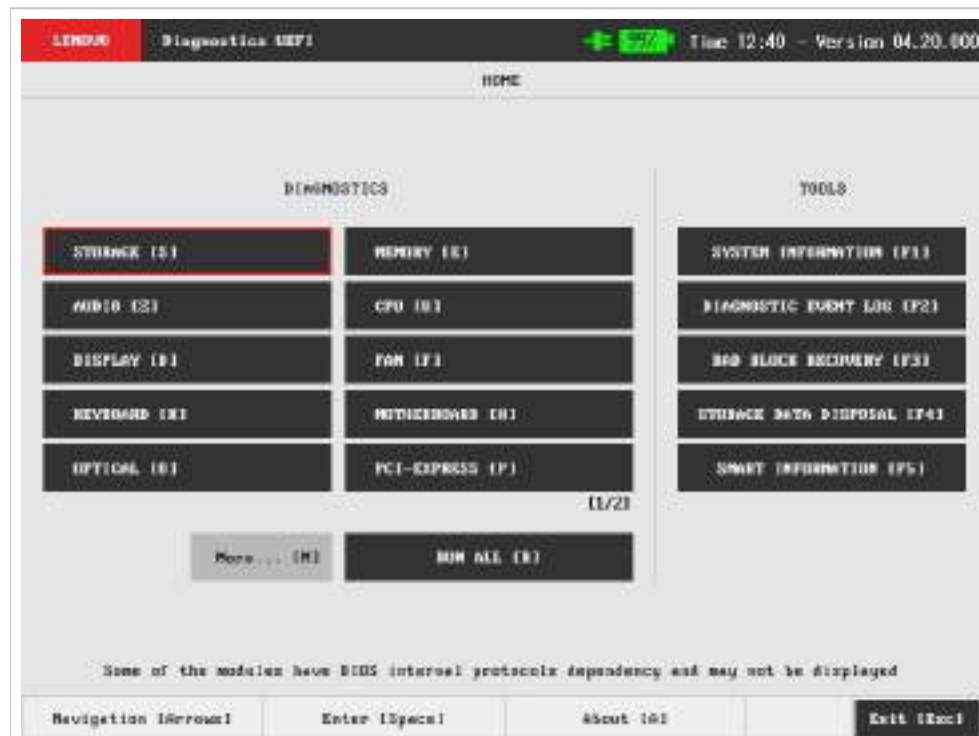 LENOVO Diagnostics UEFI 99% Time 12:40 - Version 04.20.000
HOME
DIAGNOSTICS
TOOLS
STORAGE [S]
MEMORY [E]
SYSTEM INFORMATION [F1]
AUDIO [Z]
CPU [U]
DIAGNOSTIC EVENT LOG [F2]
DISPLAY [D]
FAN [F]
BAD BLOCK RECOVERY [F3]
KEYBOARD [K]
MOTHERBOARD [H]
STORAGE DATA DISPOSAL [F4]
OPTICAL [O]
PCI-EXPRESS [P]
SMART INFORMATION [F5]
[1/2]
More... [M]
RUN ALL [R]
Some of the modules have BIOS internal protocols dependency and may not be displayed
Navigation [Arrows] Enter [Space] About [A] Exit [Esc]